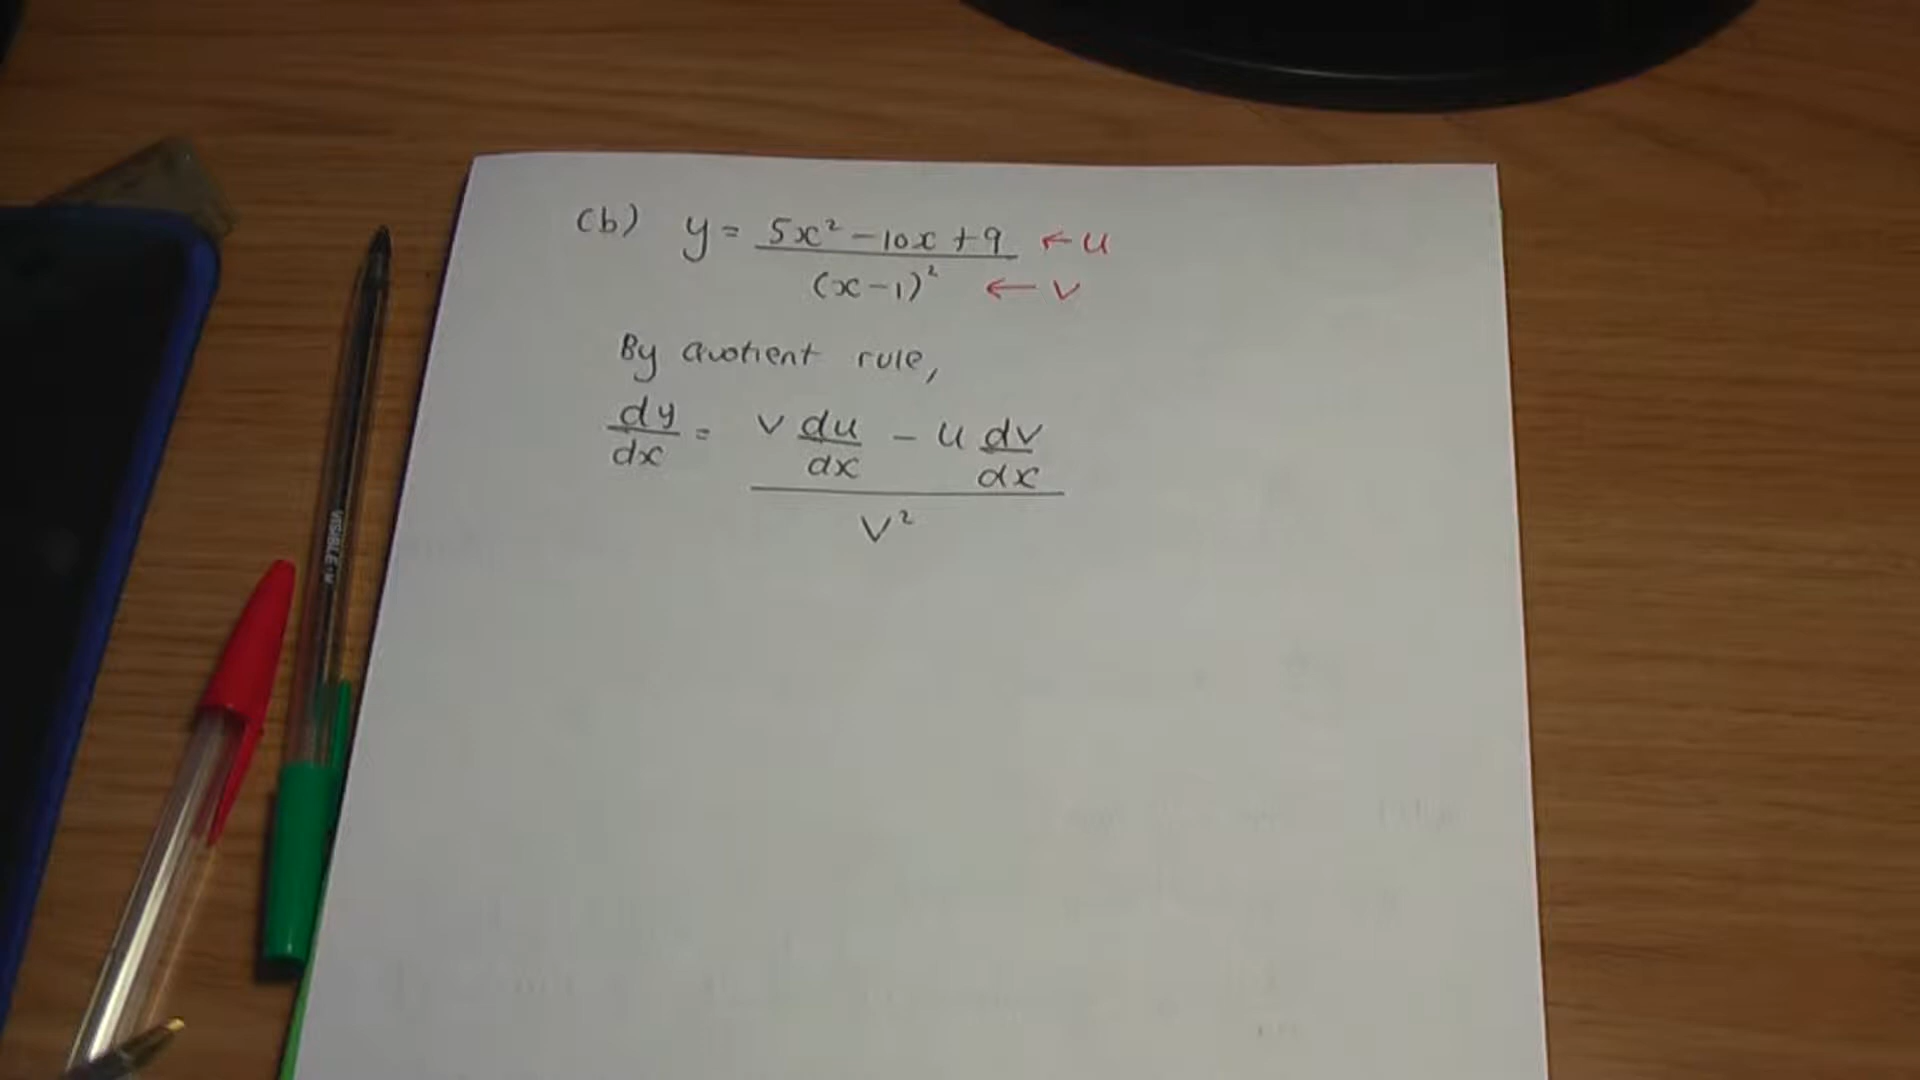 (b) y = 5x² - 10x + 9 ← u
(x - 1)² ← v
By quotient rule,
dy/dx = v du/dx - u dv/dx
v²